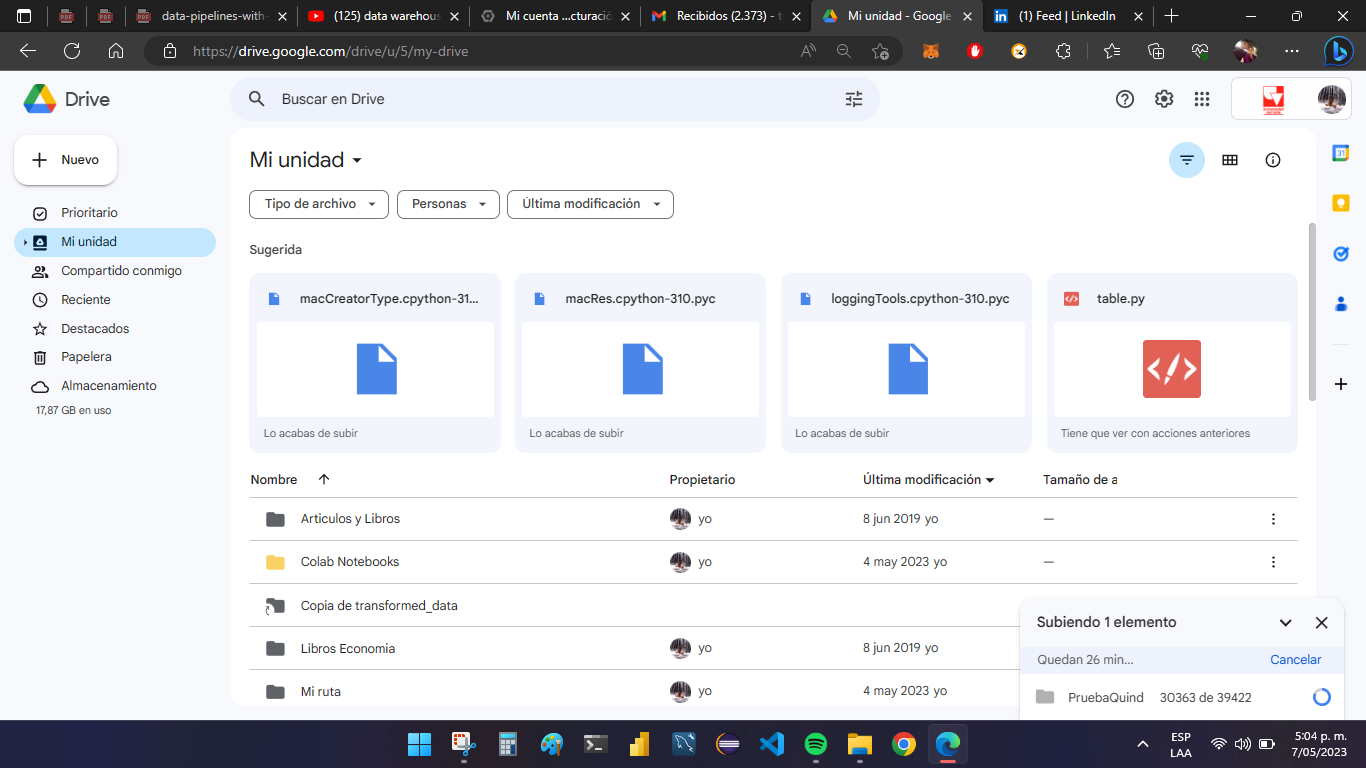 data-pipelines-with-
(125) data warehous
Mi cuenta ...cturació
Recibidos (2.373) - t
Mi unidad - Google
(1) Feed | LinkedIn
https://drive.google.com/drive/u/5/my-drive
Drive
Buscar en Drive
Nuevo
Prioritario
Mi unidad
Compartido conmigo
Reciente
Destacados
Papelera
Almacenamiento
17,87 GB en uso
Mi unidad
Tipo de archivo
Personas
Última modificación
Sugerida
macCreatorType.cpython-31...
macRes.cpython-310.pyc
loggingTools.cpython-310.pyc
table.py
Lo acabas de subir
Lo acabas de subir
Lo acabas de subir
Tiene que ver con acciones anteriores
Nombre
Propietario
Última modificación
Tamaño de a
Articulos y Libros
yo
8 jun 2019 yo
—
Colab Notebooks
yo
4 may 2023 yo
—
Copia de transformed_data
Libros Economia
yo
8 jun 2019 yo
Mi ruta
yo
4 may 2023 yo
Subiendo 1 elemento
Quedan 26 min...
Cancelar
PruebaQuind
30363 de 39422
ESP
LAA
5:04 p. m.
7/05/2023